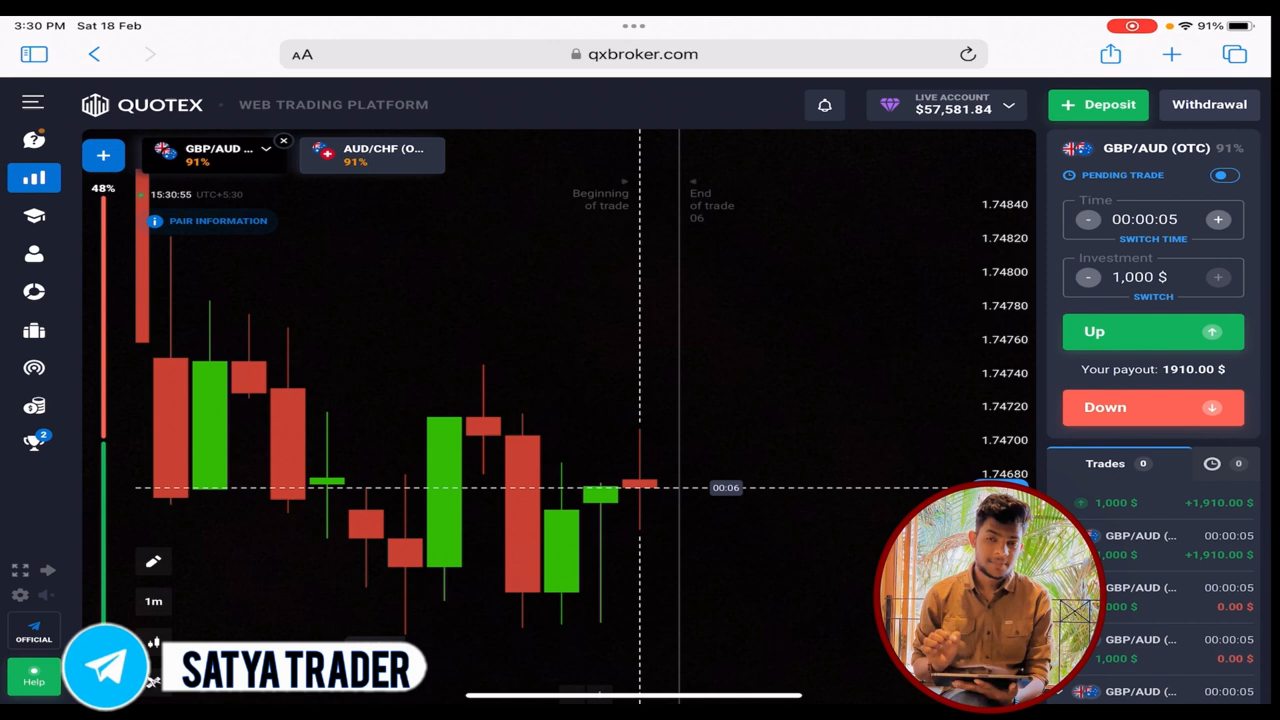 3:30 PM Sat 18 Feb
91%
AA
qxbroker.com
QUOTEX
WEB TRADING PLATFORM
LIVE ACCOUNT
$57,581.84
+ Deposit
Withdrawal
GBP/AUD ...
91%
AUD/CHF (O...
91%
48%
15:30:55 UTC+5:30
PAIR INFORMATION
Beginning
of trade
End
of trade
06
1.74840
1.74820
1.74800
1.74780
1.74760
1.74740
1.74720
1.74700
1.74680
00:06
GBP/AUD (OTC) 91%
PENDING TRADE
Time
- 00:00:05 +
SWITCH TIME
Investment
- 1,000 $ +
SWITCH
Up
Your payout: 1910.00 $
Down
Trades 0
0
1,000 $ +1,910.00 $
GBP/AUD (... 00:00:05
,000 $ +1,910.00 $
GBP/AUD (... 00:00:05
,000 $ 0.00 $
GBP/AUD (... 00:00:05
1,000 $ 0.00 $
GBP/AUD (... 00:00:05
2
1m
OFFICIAL
Help
SATYA TRADER